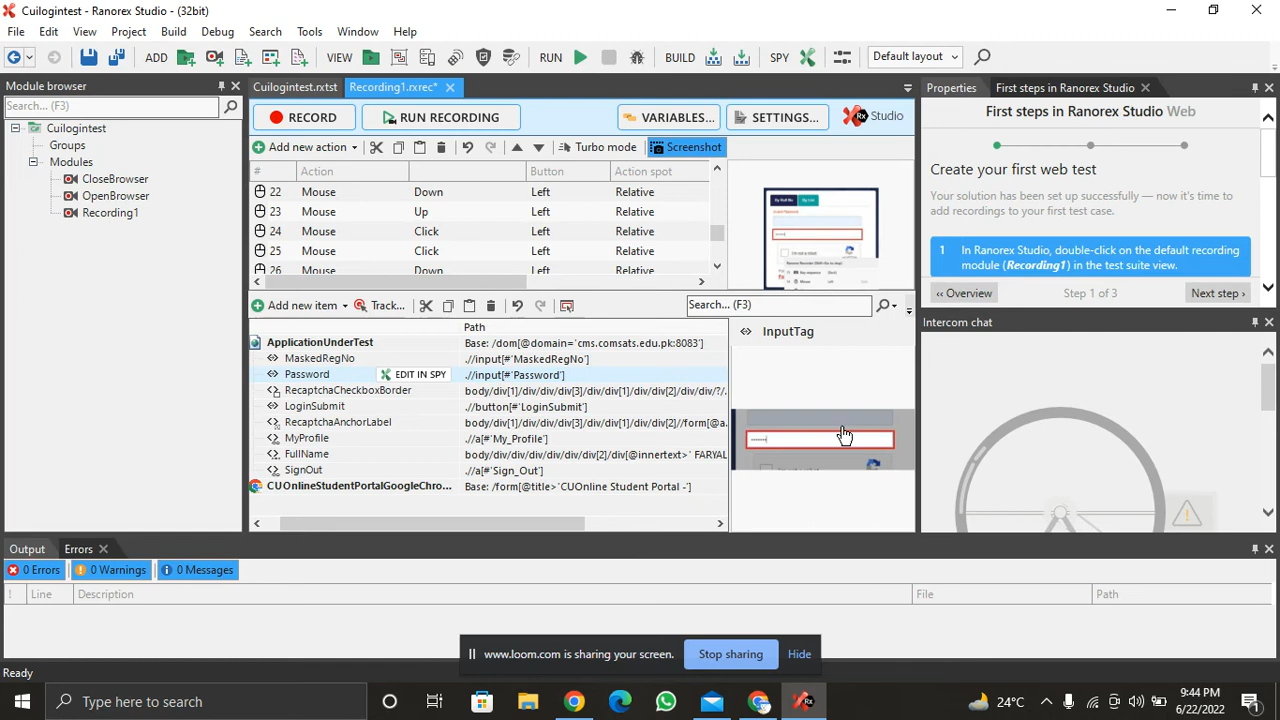 Cuilogintest - Ranorex Studio - (32bit)
File Edit View Project Build Debug Search Tools Window Help
ADD VIEW RUN BUILD SPY Default layout
Module browser
Search... (F3)
Cuilogintest
Groups
Modules
CloseBrowser
OpenBrowser
Recording1
Cuilogintest.rxtst Recording1.rxrec*
RECORD RUN RECORDING VARIABLES... SETTINGS... Rx Studio
Add new action Turbo mode Screenshot
# Action Button Action spot
22 Mouse Down Left Relative
23 Mouse Up Left Relative
24 Mouse Click Left Relative
25 Mouse Click Left Relative
26 Mouse Down Left Relative
Add new item Track... Search... (F3)
Path
ApplicationUnderTest Base: /dom[@domain='cms.comsats.edu.pk:8083']
MaskedRegNo .//input[#'MaskedRegNo']
Password EDIT IN SPY .//input[#'Password']
RecaptchaCheckboxBorder body/div[1]/div/div[3]/div/div[1]/div/div[2]/div/div/?/.
LoginSubmit .//button[#'LoginSubmit']
RecaptchaAnchorLabel body/div[1]/div/div[3]/div/div[1]/div/div[2]//form[@a.
MyProfile .//a[#'My_Profile']
FullName body/div/div/div/div/div[2]/div[@innertext>' FARYAL
SignOut .//a[#'Sign_Out']
CUOnlineStudentPortalGoogleChro... Base: /form[@title>'CUOnline Student Portal -']
InputTag
Properties First steps in Ranorex Studio
First steps in Ranorex Studio Web
Create your first web test
Your solution has been set up successfully — now it's time to
add recordings to your first test case.
1 In Ranorex Studio, double-click on the default recording
module (Recording1) in the test suite view.
‹‹ Overview Step 1 of 3 Next step ›
Intercom chat
Output Errors
0 Errors 0 Warnings 0 Messages
! Line Description File Path
www.loom.com is sharing your screen. Stop sharing Hide
Ready
Type here to search
24°C
9:44 PM
6/22/2022
1